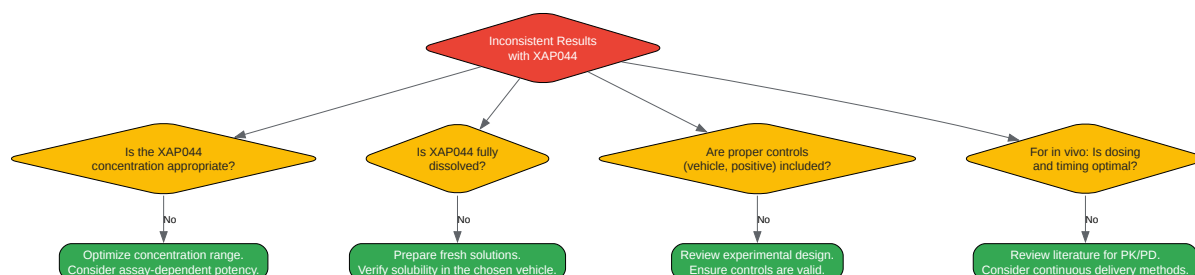 Inconsistent Results
with XAP044
Is the XAP044
concentration appropriate?
Is XAP044 fully
dissolved?
Are proper controls
(vehicle, positive) included?
For in vivo: Is dosing
and timing optimal?
No
No
No
No
Optimize concentration range.
Consider assay-dependent potency.
Prepare fresh solutions.
Verify solubility in the chosen vehicle.
Review experimental design.
Ensure controls are valid.
Review literature for PK/PD.
Consider continuous delivery methods.